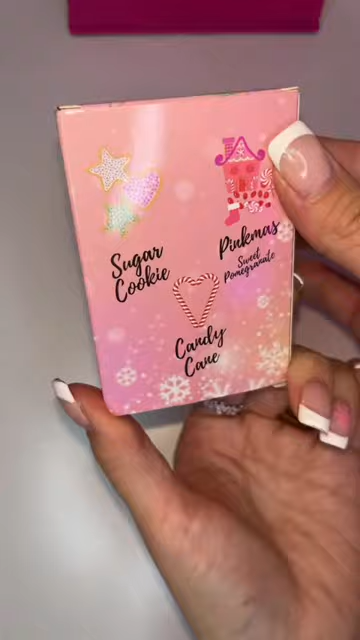 Sugar
Cookie
Pinkmas
Sweet
Pomegranate
Candy
Cane